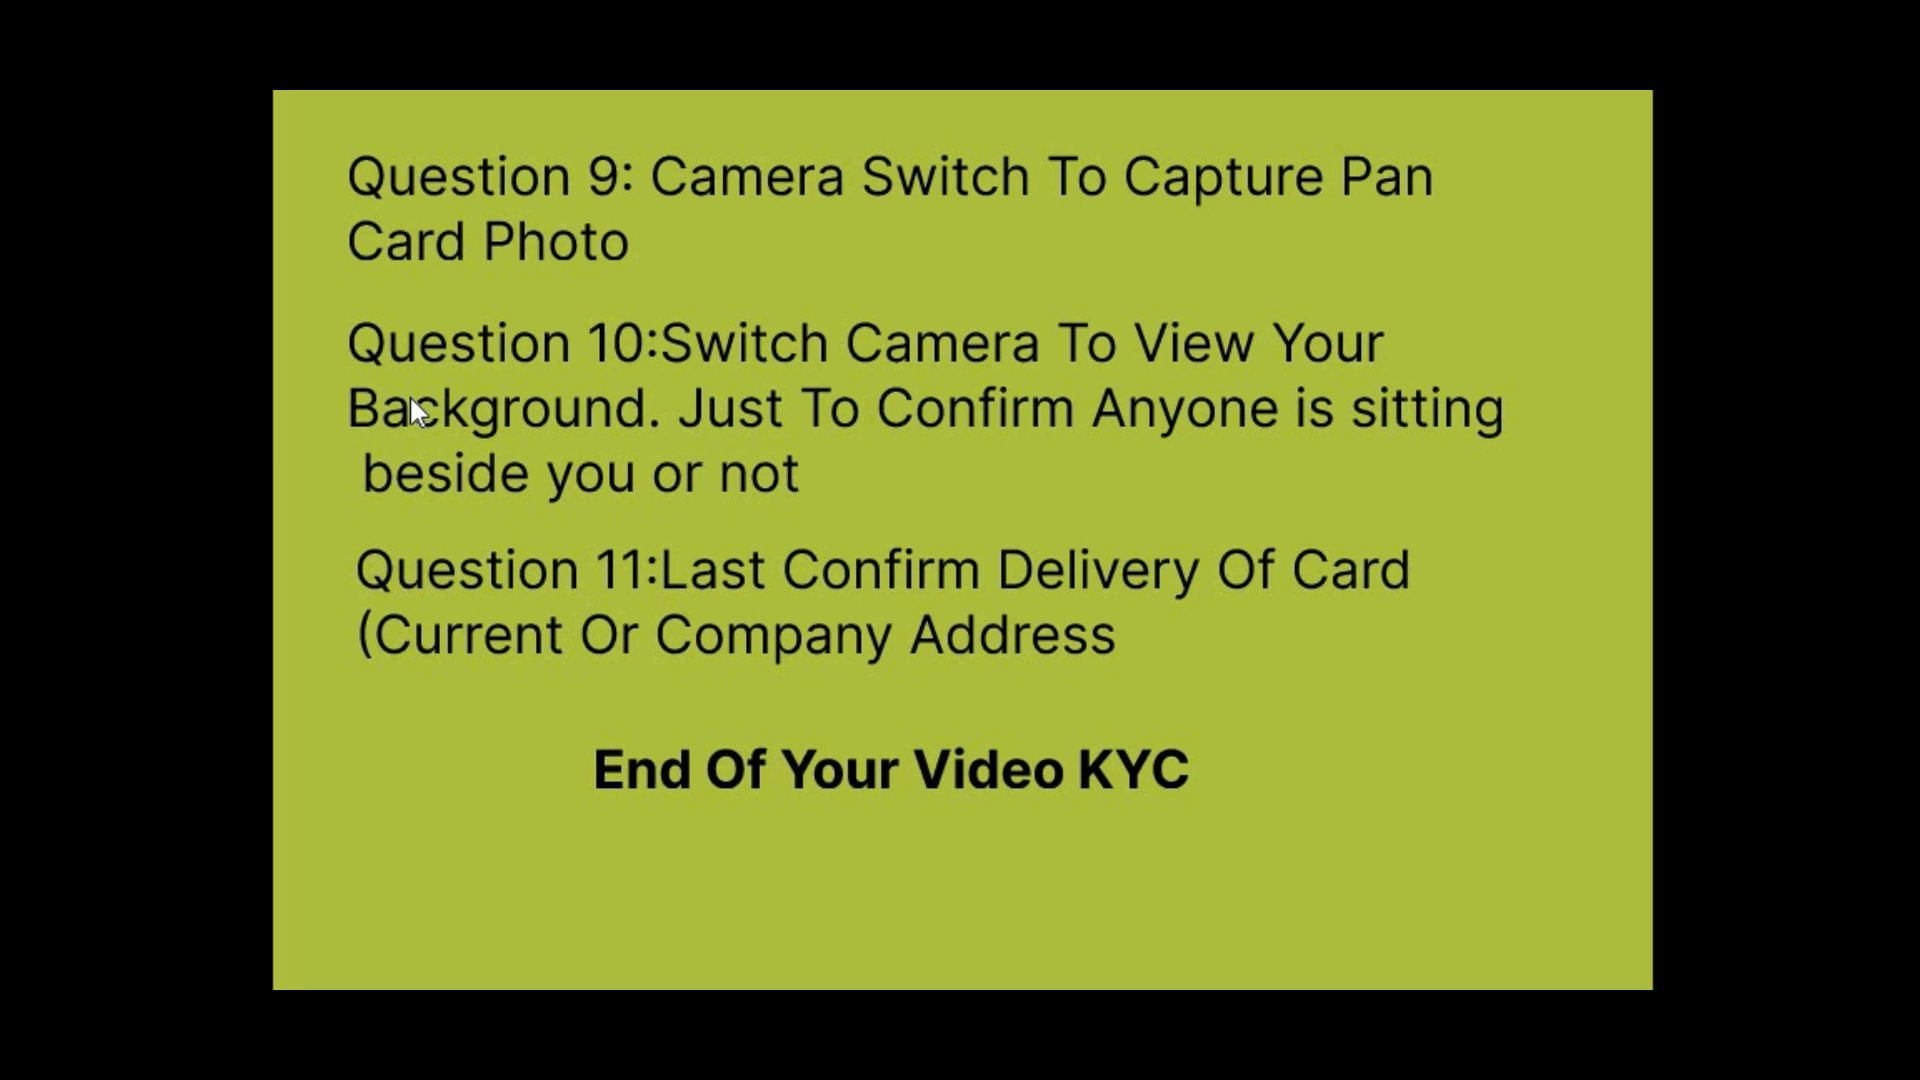 Question 9: Camera Switch To Capture Pan
Card Photo
Question 10:Switch Camera To View Your
Background. Just To Confirm Anyone is sitting
beside you or not
Question 11:Last Confirm Delivery Of Card
(Current Or Company Address
End Of Your Video KYC